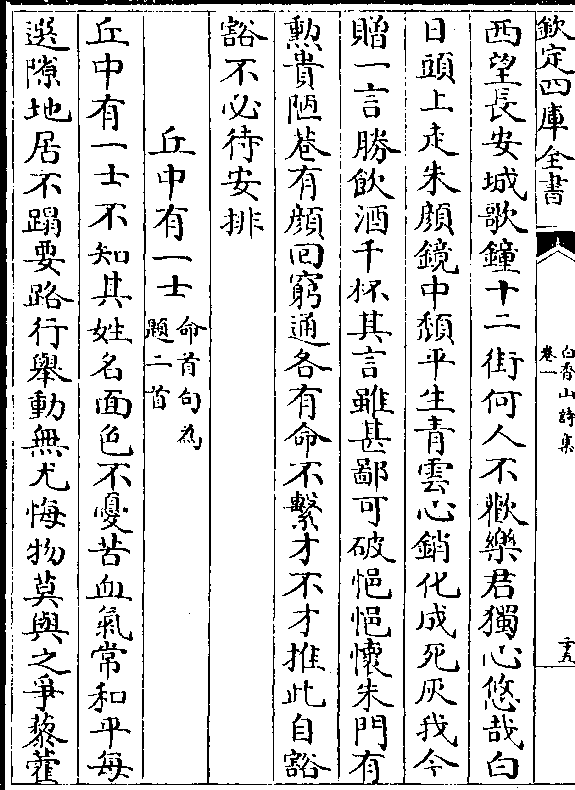 欽定四庫全書
白香山詩集
卷一
二十九
西望長安城歌鐘十二街何人不歡樂君獨心悠哉白
日頭上走朱顔鏡中頽平生青雲心銷化成死灰我今
贈一言勝飲酒千杯其言雖甚鄙可破悒悒懷朱門有
勲貴陋巷有顔回窮通各有命不繫才不才推此自豁
豁不必待安排
丘中有一士命首句為題二首
丘中有一士不知其姓名面色不憂苦血氣常和平每
選隙地居不蹋要路行舉動無尤悔物莫與之爭藜藿